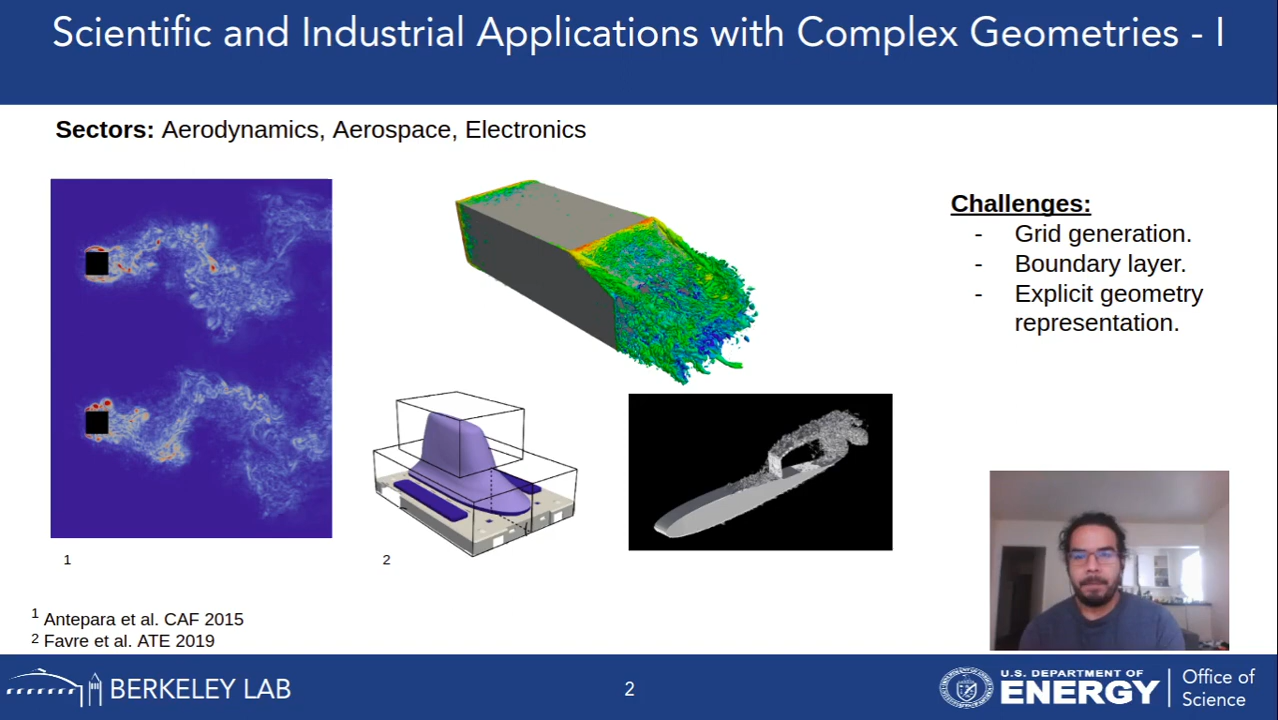 Scientific and Industrial Applications with Complex Geometries - I
Sectors: Aerodynamics, Aerospace, Electronics
Challenges:
- Grid generation.
- Boundary layer.
- Explicit geometry
representation.
1
2
1 Antepara et al. CAF 2015
2 Favre et al. ATE 2019
BERKELEY LAB
2
U.S. DEPARTMENT OF
ENERGY
Office of
Science